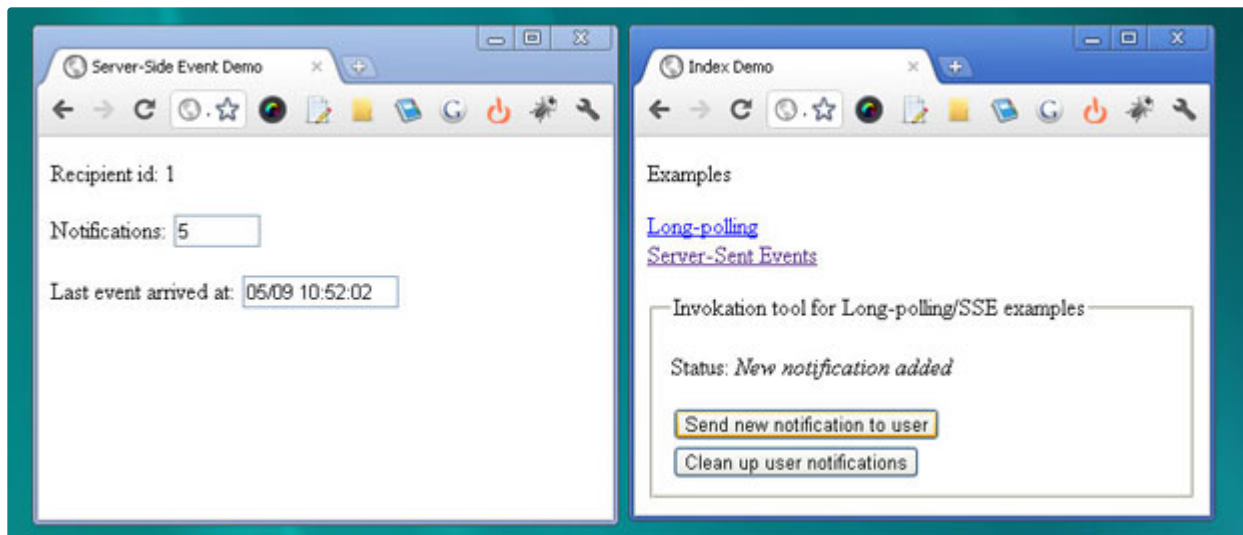 Server-Side Event Demo
Recipient id: 1
Notifications: 5
Last event arrived at: 05/09 10:52:02
Index Demo
Examples
Long-polling
Server-Sent Events
Invokation tool for Long-polling/SSE examples
Status: New notification added
Send new notification to user
Clean up user notifications